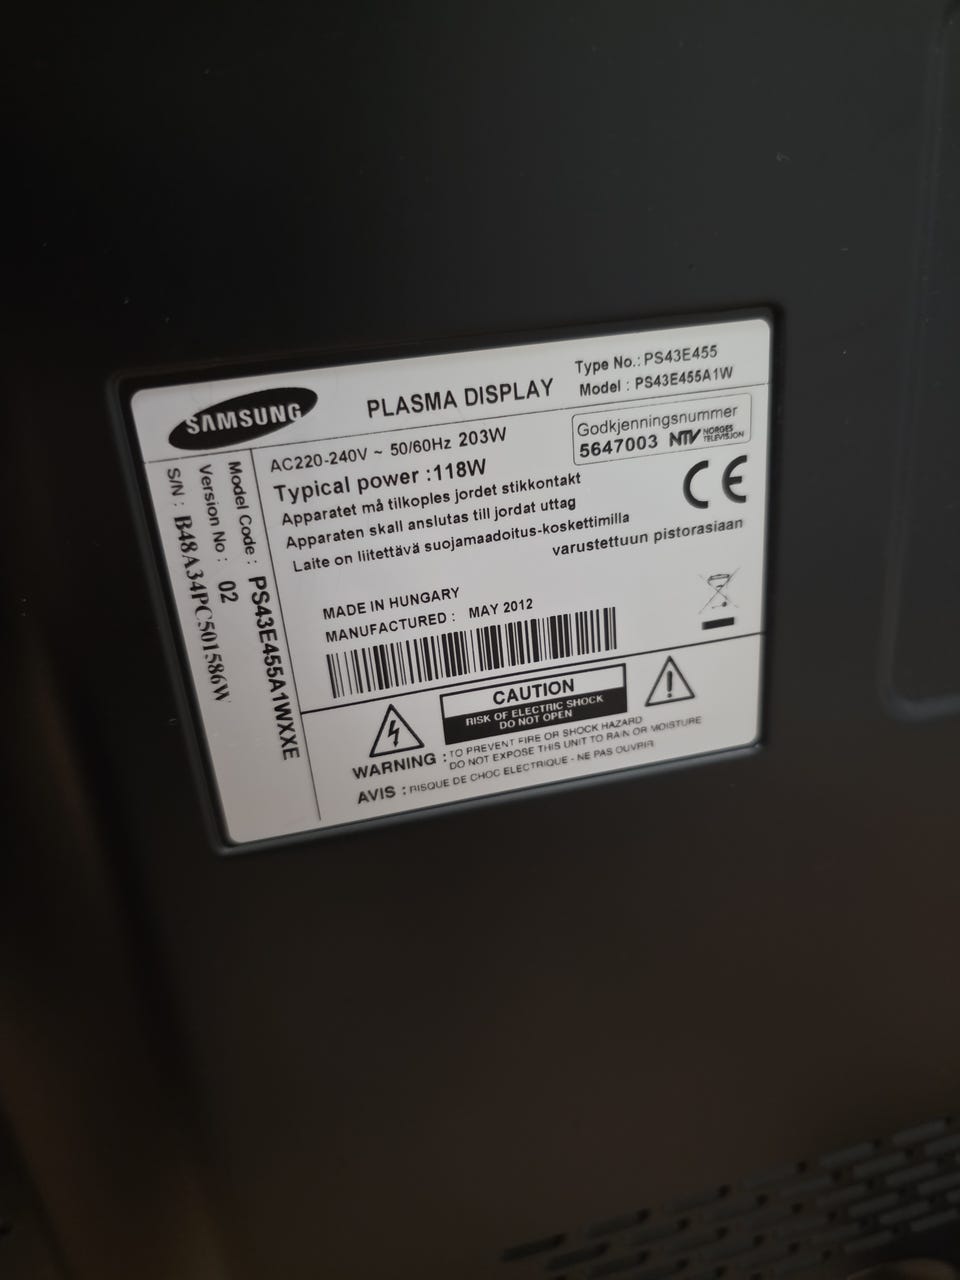 SAMSUNG
PLASMA DISPLAY
Type No.: PS43E455
Model : PS43E455A1W
AC220-240V ~ 50/60Hz 203W
Typical power :118W
Godkjenningsnummer
5647003 NTV NORGES
TELEVISJON
Apparatet må tilkoples jordet stikkontakt
Apparaten skall anslutas till jordat uttag
Laite on liitettävä suojamaadoitus-koskettimilla
varustettuun pistorasiaan
CE
MADE IN HUNGARY
MANUFACTURED : MAY 2012
Model Code : PS43E455A1WXXE
Version No : 02
S/N : B48A34PC501586W
CAUTION
RISK OF ELECTRIC SHOCK
DO NOT OPEN
WARNING : TO PREVENT FIRE OR SHOCK HAZARD
DO NOT EXPOSE THIS UNIT TO RAIN OR MOISTURE
AVIS : RISQUE DE CHOC ELECTRIQUE - NE PAS OUVRIR